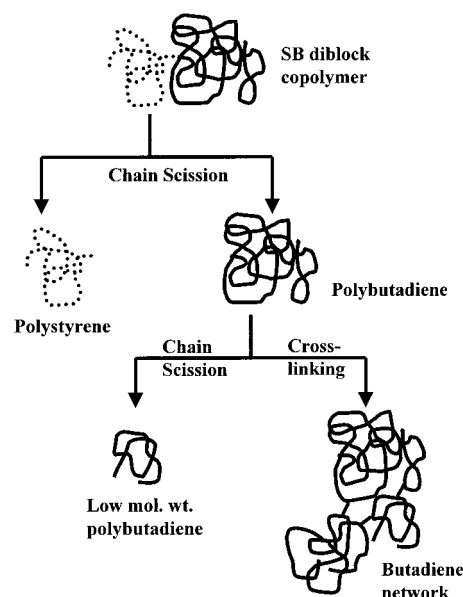 SB diblock
copolymer
Chain Scission
Polystyrene
Polybutadiene
Chain
Scission
Cross-
linking
Low mol. wt.
polybutadiene
Butadiene
network